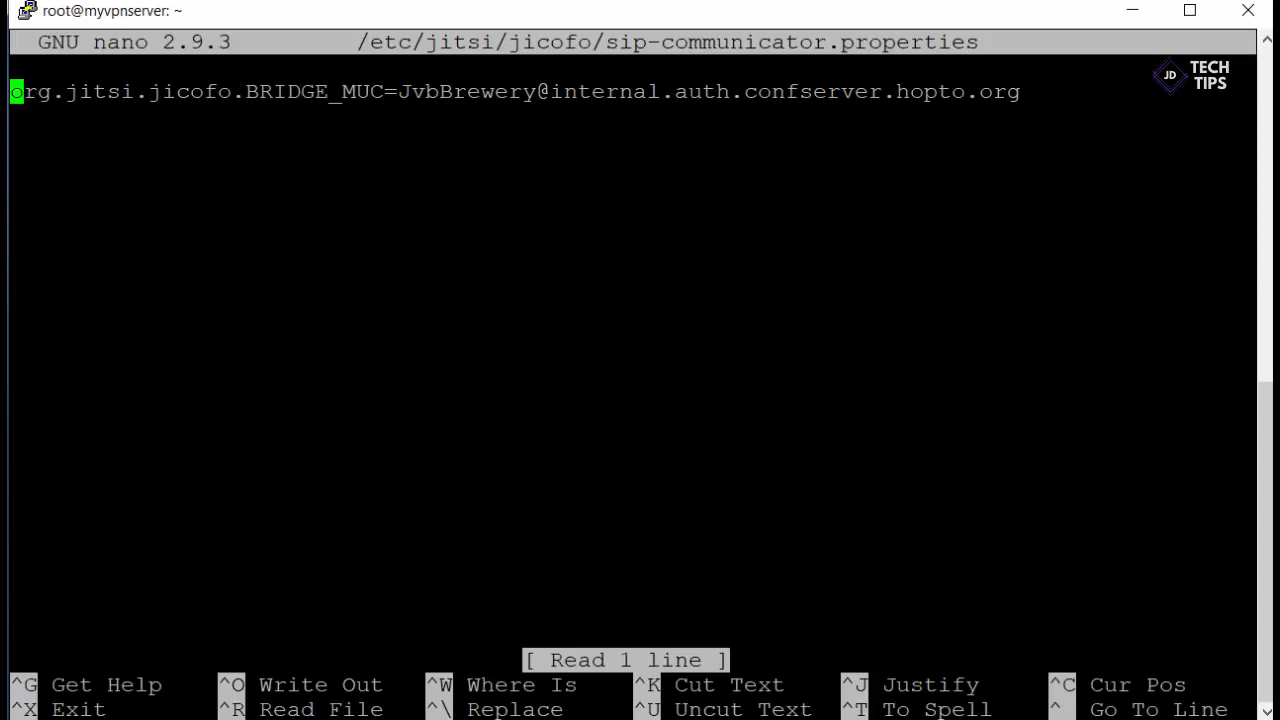 root@myvpnserver: ~
GNU nano 2.9.3 /etc/jitsi/jicofo/sip-communicator.properties
JD TECH TIPS
org.jitsi.jicofo.BRIDGE_MUC=JvbBrewery@internal.auth.confserver.hopto.org
[ Read 1 line ]
^G Get Help ^O Write Out ^W Where Is ^K Cut Text ^J Justify ^C Cur Pos
^X Exit ^R Read File ^\ Replace ^U Uncut Text ^T To Spell ^_ Go To Line